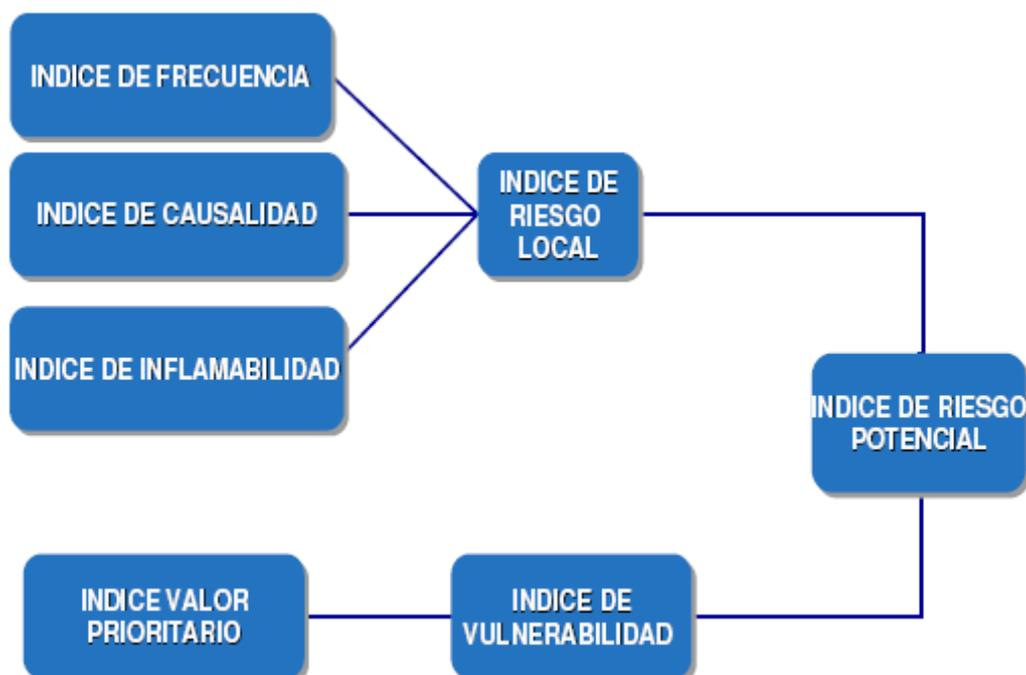 INDICE DE FRECUENCIA
INDICE DE CAUSALIDAD
INDICE DE
RIESGO
LOCAL
INDICE DE INFLAMABILIDAD
INDICE DE RIESGO
POTENCIAL
INDICE VALOR
PRIORITARIO
INDICE DE
VULNERABILIDAD